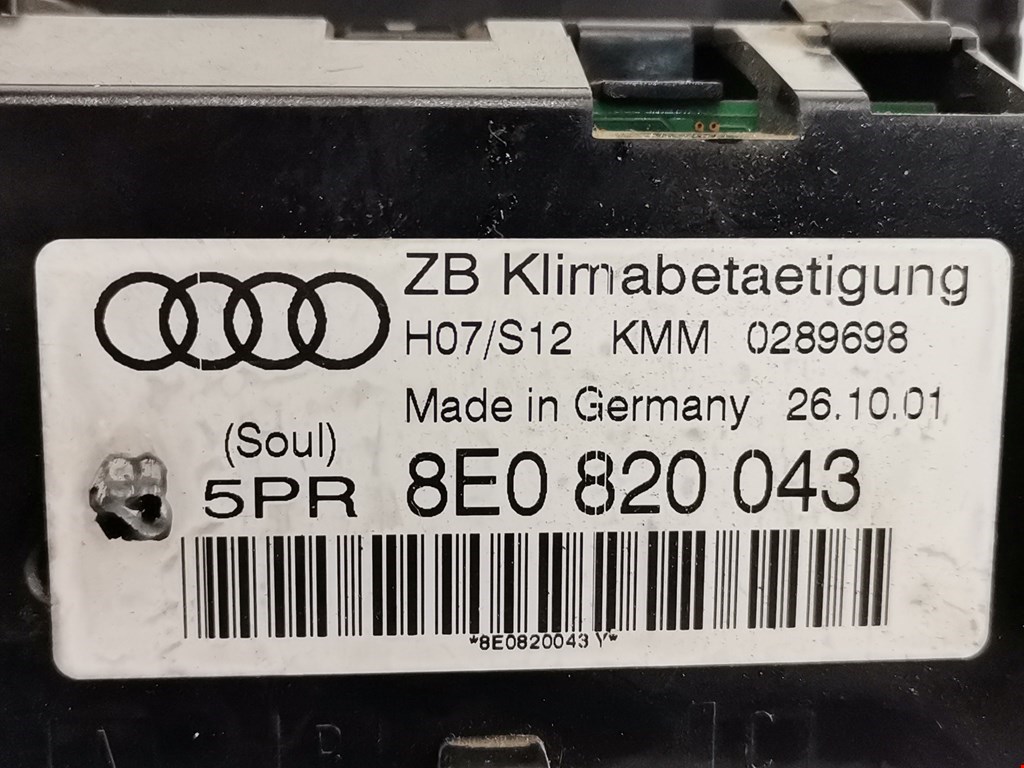 ZB Klimabetaetigung
H07/S12 KMM 0289698
Made in Germany 26.10.01
(Soul)
5PR 8E0 820 043
*8E0820043 Y*